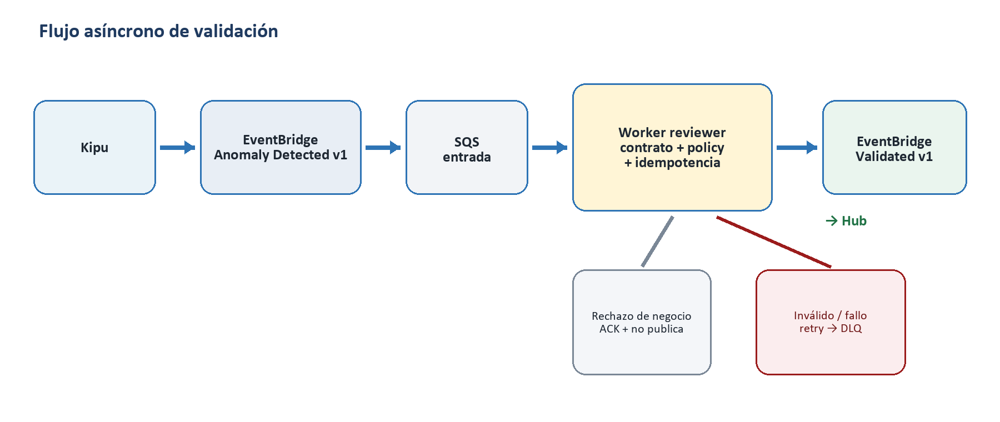 Flujo asíncrono de validación
Kipu
EventBridge
Anomaly Detected v1
SQS
entrada
Worker reviewer
contrato + policy
+ idempotencia
EventBridge
Validated v1
→ Hub
Rechazo de negocio
ACK + no publica
Inválido / fallo
retry → DLQ